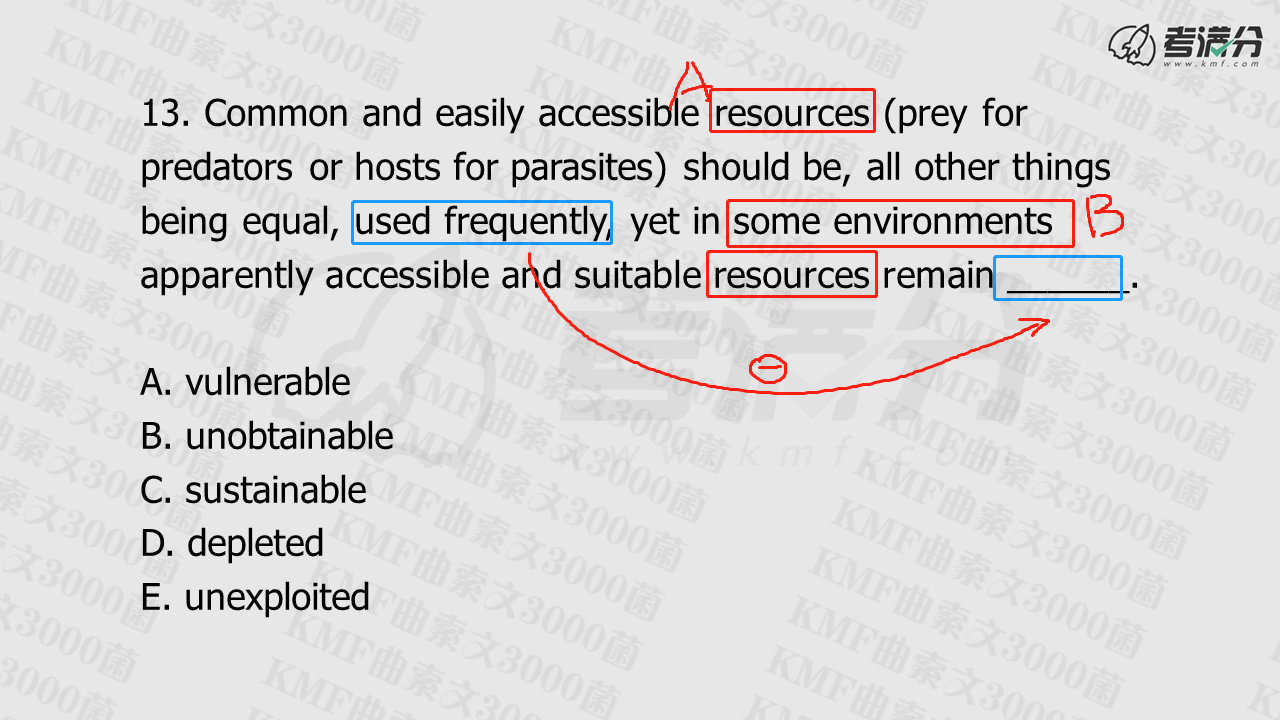 考满分
www.kmf.com
A
13. Common and easily accessible resources (prey for
predators or hosts for parasites) should be, all other things
being equal, used frequently, yet in some environments B
apparently accessible and suitable resources remain _______.
A. vulnerable
B. unobtainable
C. sustainable
D. depleted
E. unexploited
KMF曲索文3000菌